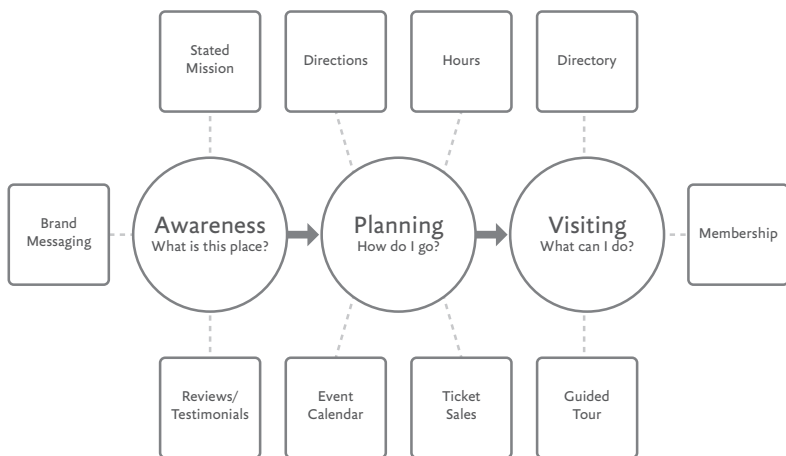 Stated
Mission
Directions
Hours
Directory
Brand
Messaging
Awareness
What is this place?
Planning
How do I go?
Visiting
What can I do?
Membership
Reviews/
Testimonials
Event
Calendar
Ticket
Sales
Guided
Tour